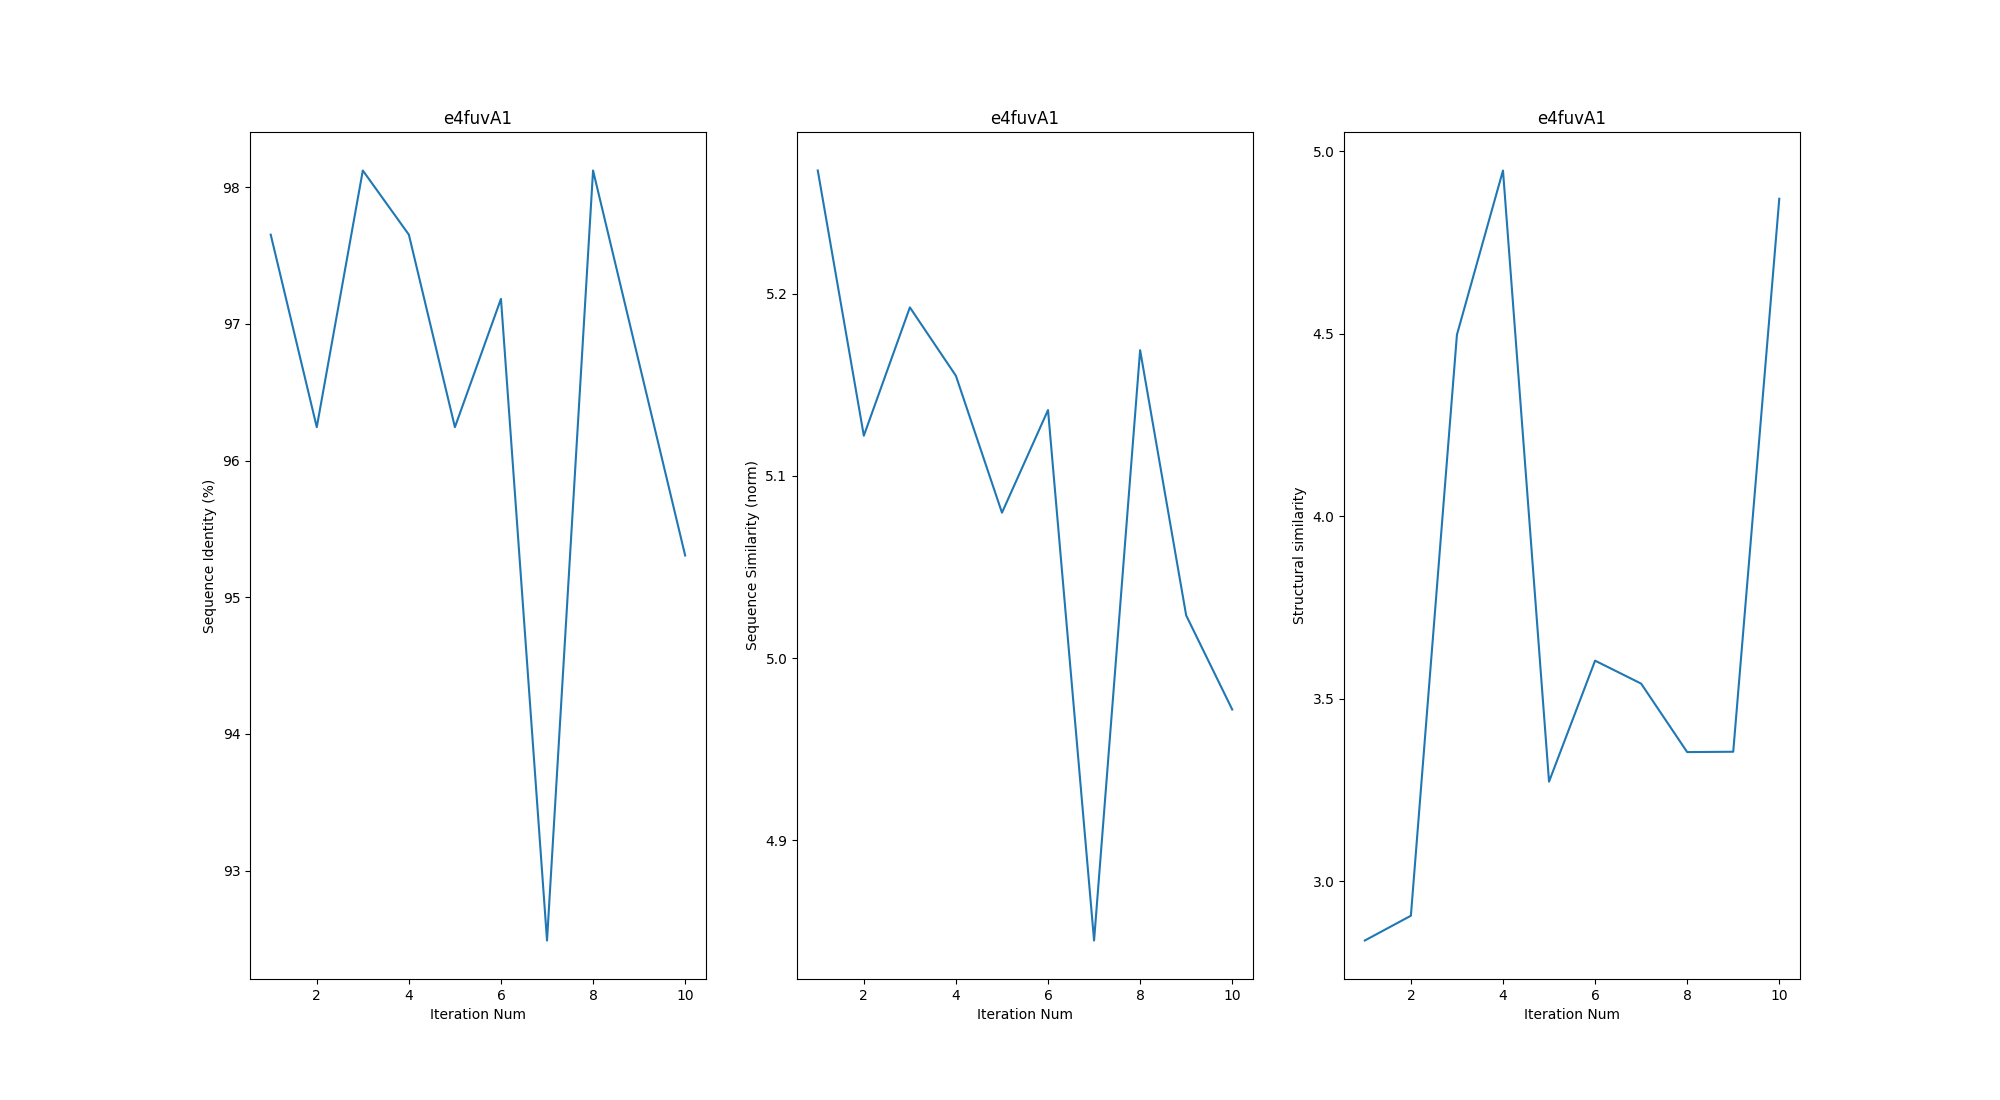 e4fuvA1
98
97
96
95
94
93
Sequence Identity (%)
2 4 6 8 10
Iteration Num
e4fuvA1
5.2
5.1
5.0
4.9
Sequence Similarity (norm)
2 4 6 8 10
Iteration Num
e4fuvA1
5.0
4.5
4.0
3.5
3.0
Structural similarity
2 4 6 8 10
Iteration Num